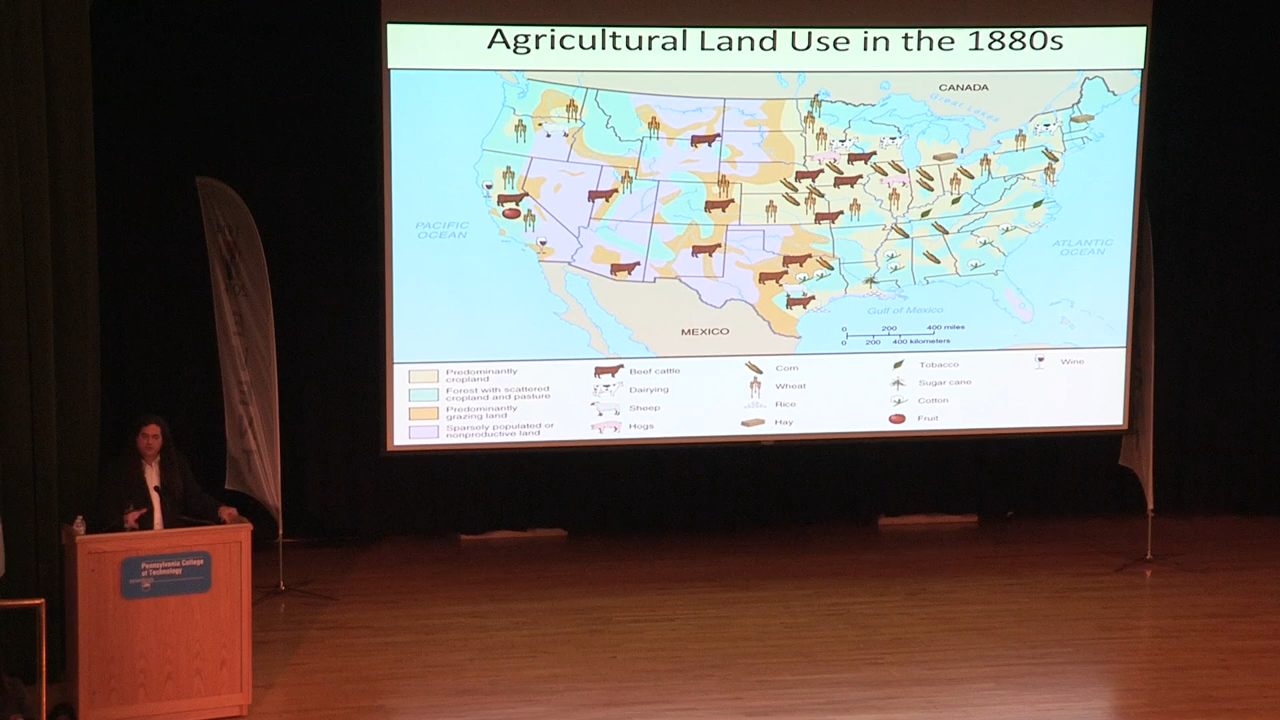 Agricultural Land Use in the 1880s
CANADA
Great Lakes
PACIFIC
OCEAN
ATLANTIC
OCEAN
Gulf of Mexico
MEXICO
0 200 400 miles
0 200 400 kilometers
Predominantly
cropland
Forest with scattered
cropland and pasture
Predominantly
grazing land
Sparsely populated or
nonproductive land
Beef cattle
Dairying
Sheep
Hogs
Corn
Wheat
Rice
Hay
Tobacco
Sugar cane
Cotton
Fruit
Wine
Pennsylvania College
of Technology